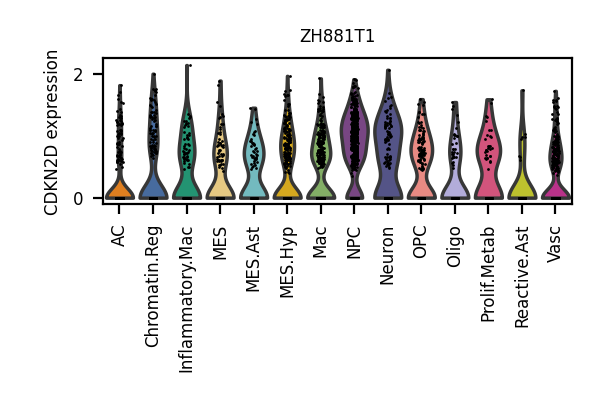 ZH881T1
CDKN2D expression
2
0
AC
Chromatin.Reg
Inflammatory.Mac
MES
MES.Ast
MES.Hyp
Mac
NPC
Neuron
OPC
Oligo
Prolif.Metab
Reactive.Ast
Vasc